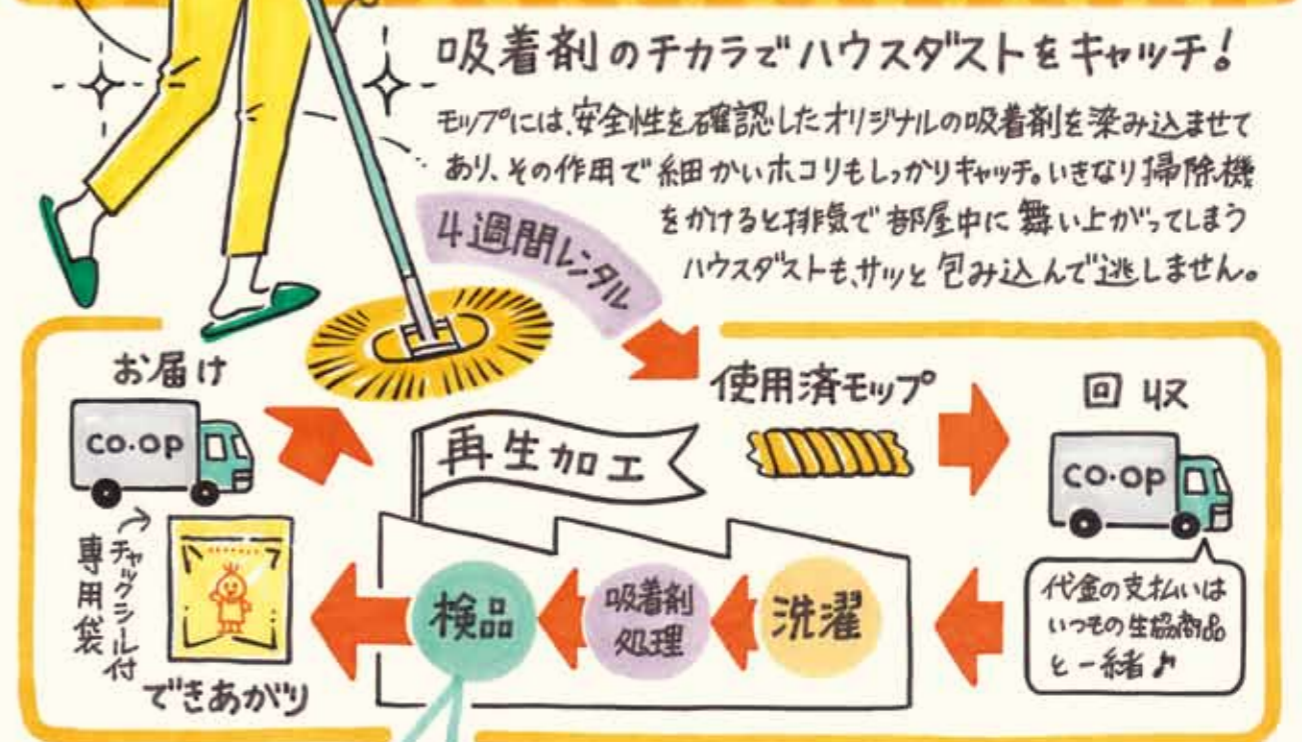 吸着剤のチカラでハウスダストをキャッチ!
モップには、安全性を確認したオリジナルの吸着剤を染み込ませて
あり、その作用で細かいホコリもしっかりキャッチ。いきなり掃除機
をかけると排気で部屋中に舞い上がってしまう
ハウスダストも、サッと包み込んで逃しません。
4週間レンタル
お届け
co・op
使用済モップ
回収
co・op
代金の支払いは
いつもの生協商品
と一緒♪
再生加工
洗濯
吸着剤
処理
検品
できあがり
チャックシール付
専用袋